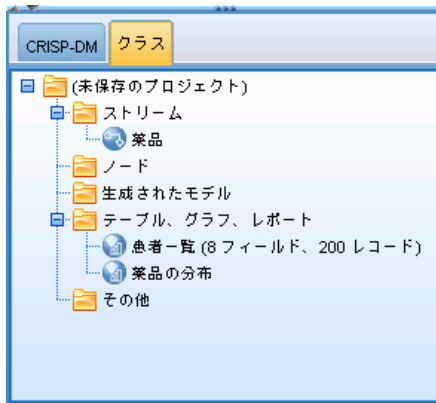 CRISP-DM クラス
(未保存のプロジェクト)
ストリーム
薬品
ノード
生成されたモデル
テーブル、グラフ、レポート
患者一覧 (8 フィールド、200 レコード)
薬品の分布
その他